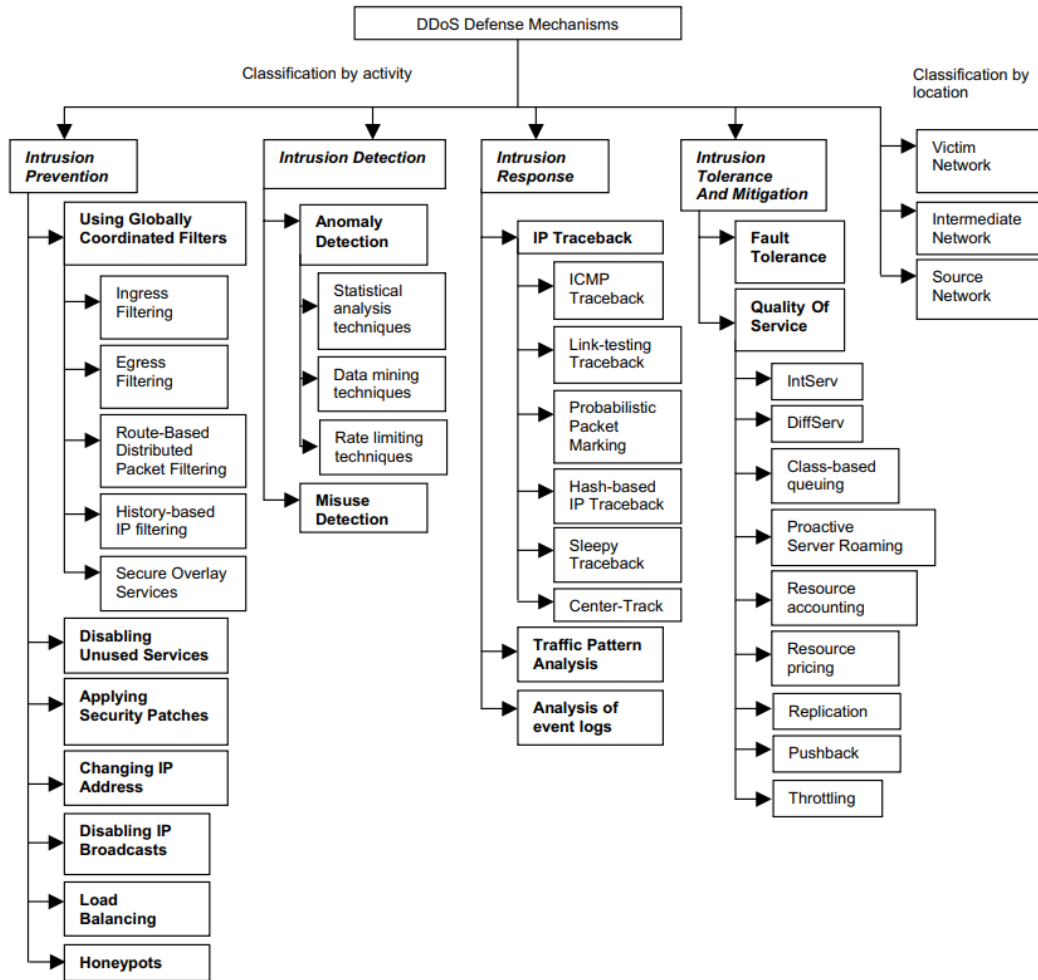 DDoS Defense Mechanisms
Classification by activity
Classification by
location
Intrusion
Prevention
Using Globally
Coordinated Filters
Ingress
Filtering
Egress
Filtering
Route-Based
Distributed
Packet Filtering
History-based
IP filtering
Secure Overlay
Services
Disabling
Unused Services
Applying
Security Patches
Changing IP
Address
Disabling IP
Broadcasts
Load
Balancing
Honeypots
Intrusion Detection
Anomaly
Detection
Statistical
analysis
techniques
Data mining
techniques
Rate limiting
techniques
Misuse
Detection
Intrusion
Response
IP Traceback
ICMP
Traceback
Link-testing
Traceback
Probabilistic
Packet
Marking
Hash-based
IP Traceback
Sleepy
Traceback
Center-Track
Traffic Pattern
Analysis
Analysis of
event logs
Intrusion
Tolerance
And Mitigation
Fault
Tolerance
Quality Of
Service
IntServ
DiffServ
Class-based
queuing
Proactive
Server Roaming
Resource
accounting
Resource
pricing
Replication
Pushback
Throttling
Victim
Network
Intermediate
Network
Source
Network